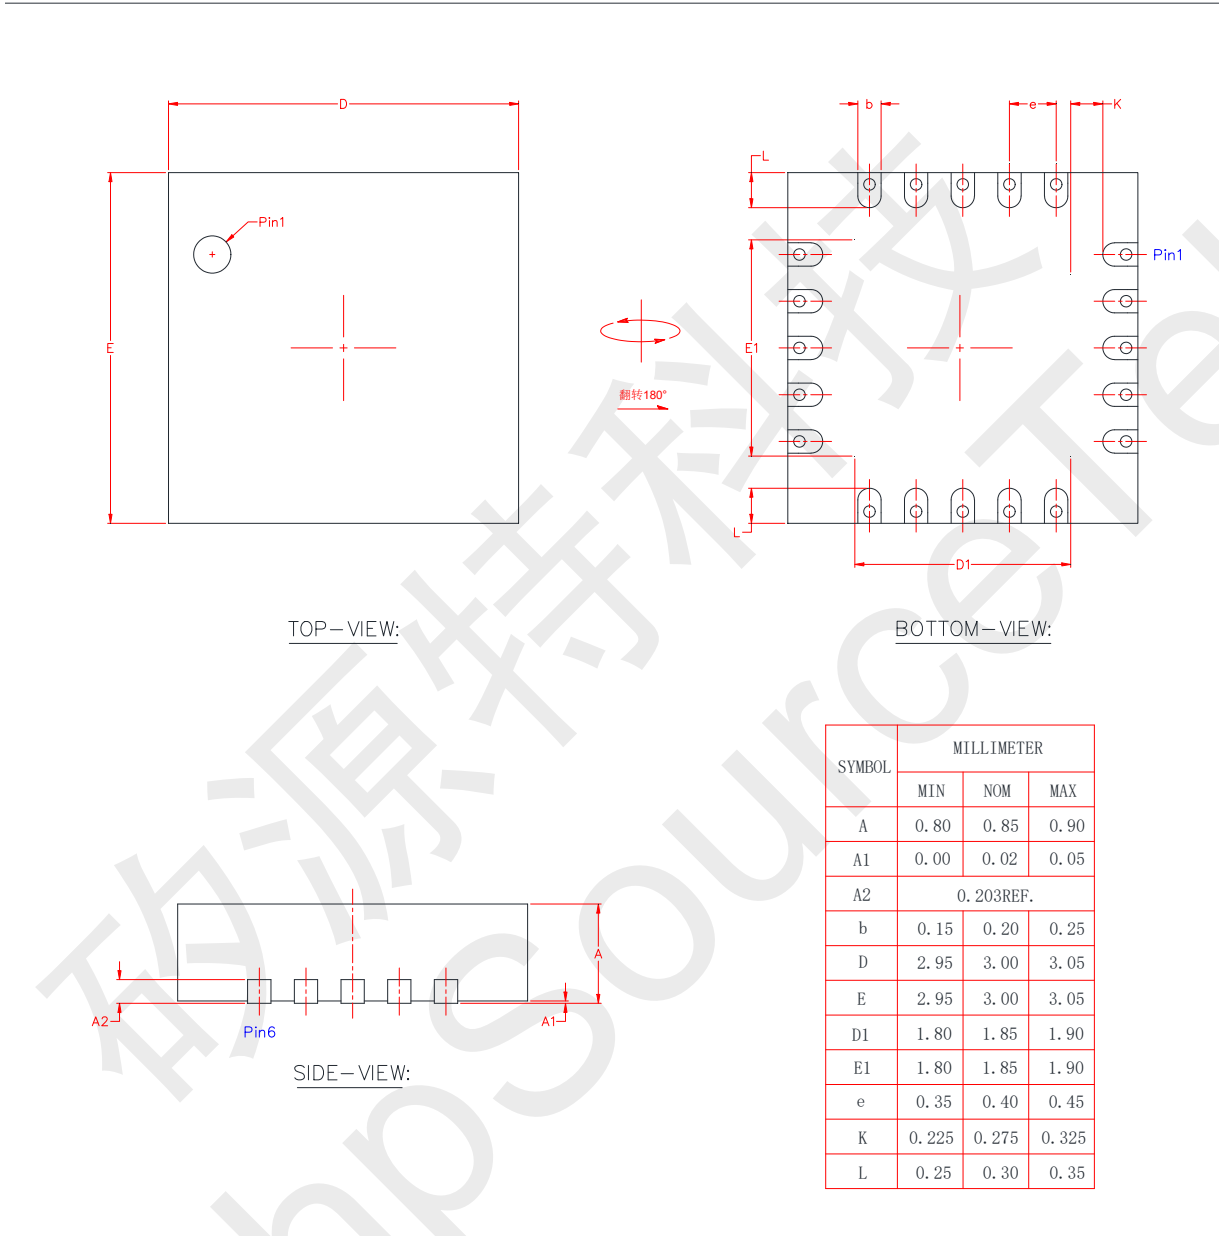 D
Pin1
E
TOP-VIEW:
翻转180°
b
e
K
L
Pin1
E1
L
D1
BOTTOM-VIEW:
A
A2
A1
Pin6
SIDE-VIEW:
SYMBOL MILLIMETER
MIN NOM MAX
A 0.80 0.85 0.90
A1 0.00 0.02 0.05
A2 0.203REF.
b 0.15 0.20 0.25
D 2.95 3.00 3.05
E 2.95 3.00 3.05
D1 1.80 1.85 1.90
E1 1.80 1.85 1.90
e 0.35 0.40 0.45
K 0.225 0.275 0.325
L 0.25 0.30 0.35
矽源特科技
hpSourceTe